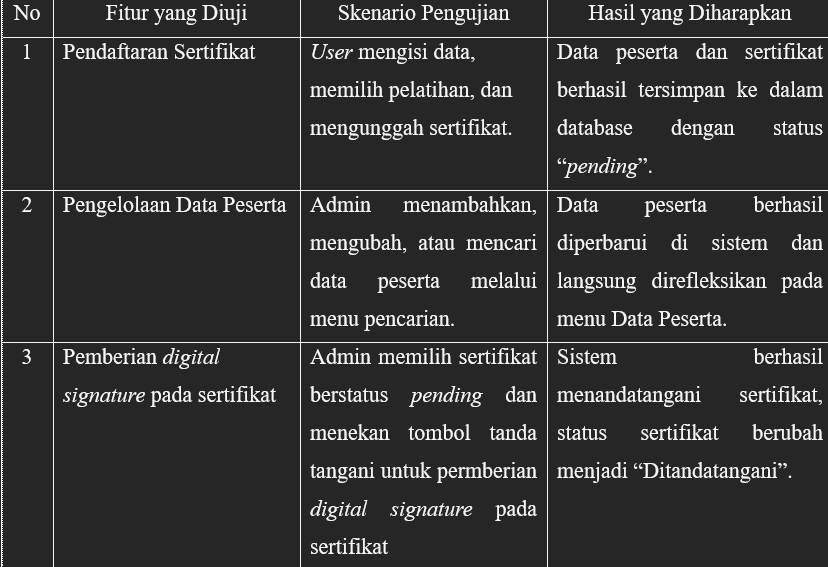 No Fitur yang Diuji Skenario Pengujian Hasil yang Diharapkan
1 Pendaftaran Sertifikat User mengisi data, Data peserta dan sertifikat
memilih pelatihan, dan berhasil tersimpan ke dalam
mengunggah sertifikat. database dengan status
“pending”.
2 Pengelolaan Data Peserta Admin menambahkan, Data peserta berhasil
mengubah, atau mencari diperbarui di sistem dan
data peserta melalui langsung direfleksikan pada
menu pencarian. menu Data Peserta.
3 Pemberian digital Admin memilih sertifikat Sistem berhasil
signature pada sertifikat berstatus pending dan menandatangani sertifikat,
menekan tombol tanda status sertifikat berubah
tangani untuk permberian menjadi “Ditandatangani”.
digital signature pada
sertifikat